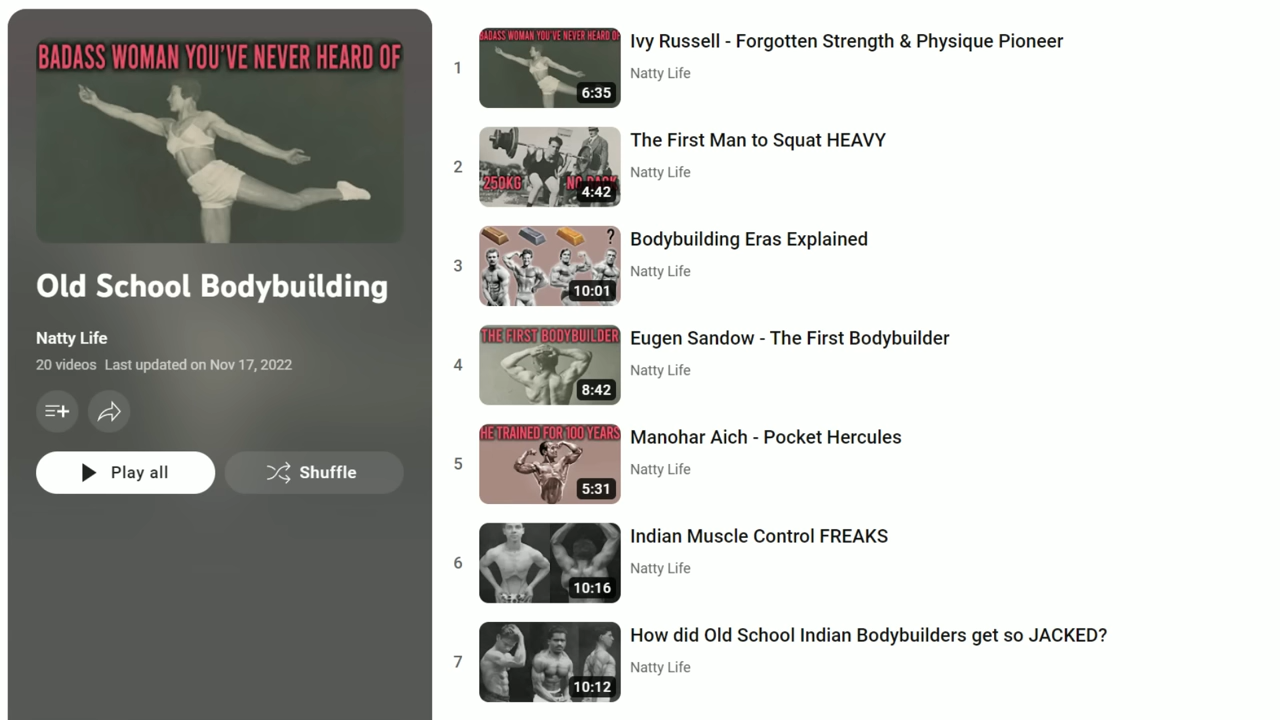 BADASS WOMAN YOU'VE NEVER HEARD OF
Old School Bodybuilding
Natty Life
20 videos Last updated on Nov 17, 2022
Play all
Shuffle
1
BADASS WOMAN YOU'VE NEVER HEARD OF
6:35
Ivy Russell - Forgotten Strength & Physique Pioneer
Natty Life
2
250KG NO RACK
4:42
The First Man to Squat HEAVY
Natty Life
3
?
10:01
Bodybuilding Eras Explained
Natty Life
4
THE FIRST BODYBUILDER
8:42
Eugen Sandow - The First Bodybuilder
Natty Life
5
HE TRAINED FOR 100 YEARS
5:31
Manohar Aich - Pocket Hercules
Natty Life
6
10:16
Indian Muscle Control FREAKS
Natty Life
7
10:12
How did Old School Indian Bodybuilders get so JACKED?
Natty Life